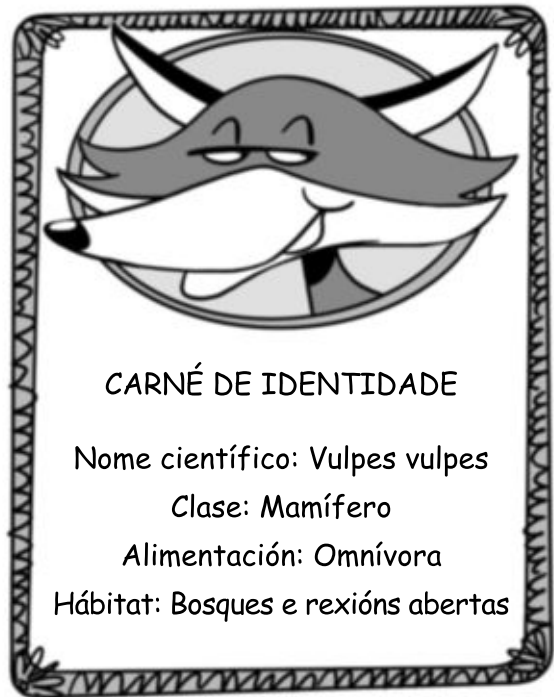 CARNÉ DE IDENTIDADE
Nome científico: Vulpes vulpes
Clase: Mamífero
Alimentación: Omnívora
Hábitat: Bosques e rexións abertas